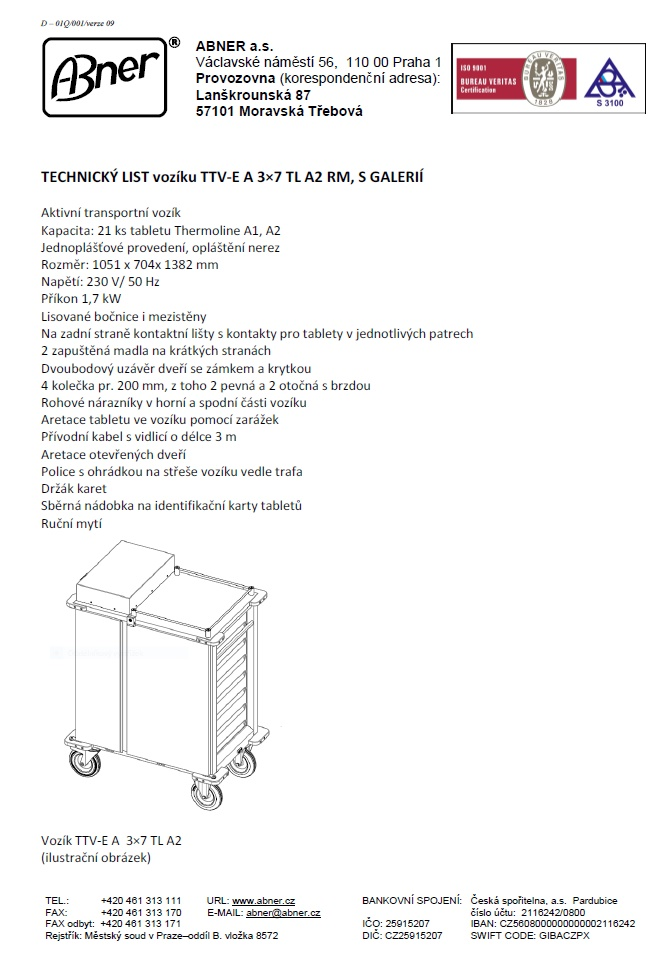 D – 01Q/001/verze 09
ABner ®
ABNER a.s.
Václavské náměstí 56, 110 00 Praha 1
Provozovna (korespondenční adresa):
Lanškrounská 87
57101 Moravská Třebová
ISO 9001
BUREAU VERITAS
Certification
BUREAU VERITAS
1828
S 3100
TECHNICKÝ LIST vozíku TTV-E A 3×7 TL A2 RM, S GALERIÍ
Aktivní transportní vozík
Kapacita: 21 ks tabletu Thermoline A1, A2
Jednoplášťové provedení, opláštění nerez
Rozměr: 1051 x 704x 1382 mm
Napětí: 230 V/ 50 Hz
Příkon 1,7 kW
Lisované bočnice i mezistěny
Na zadní straně kontaktní lišty s kontakty pro tablety v jednotlivých patrech
2 zapuštěná madla na krátkých stranách
Dvoubodový uzávěr dveří se zámkem a krytkou
4 kolečka pr. 200 mm, z toho 2 pevná a 2 otočná s brzdou
Rohové nárazníky v horní a spodní části vozíku
Aretace tabletu ve vozíku pomocí zarážek
Přívodní kabel s vidlicí o délce 3 m
Aretace otevřených dveří
Police s ohrádkou na střeše vozíku vedle trafa
Držák karet
Sběrná nádobka na identifikační karty tabletů
Ruční mytí
Vozík TTV-E A 3×7 TL A2
(ilustrační obrázek)
TEL.: +420 461 313 111 URL: www.abner.cz BANKOVNÍ SPOJENÍ: Česká spořitelna, a.s. Pardubice
FAX: +420 461 313 170 E-MAIL: abner@abner.cz číslo účtu: 2116242/0800
FAX odbyt: +420 461 313 171 IČO: 25915207 IBAN: CZ5608000000000002116242
Rejstřík: Městský soud v Praze–oddíl B. vložka 8572 DIČ: CZ25915207 SWIFT CODE: GIBACZPX